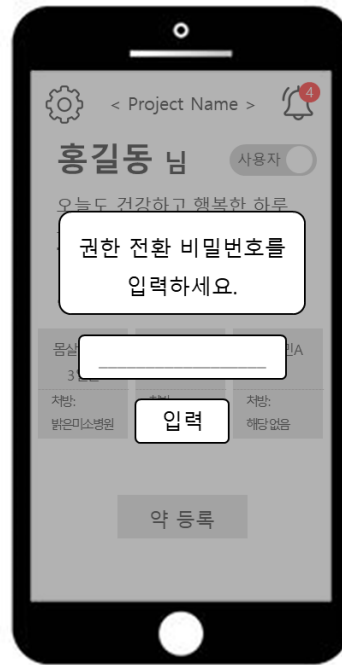 4
< Project Name >
홍길동 님
사용자
오늘도 건강하고 행복한 하루
권한 전환 비밀번호를
입력하세요.
몸살
처방:
처방:
밝은미소병원
해당없음
입력
약 등록